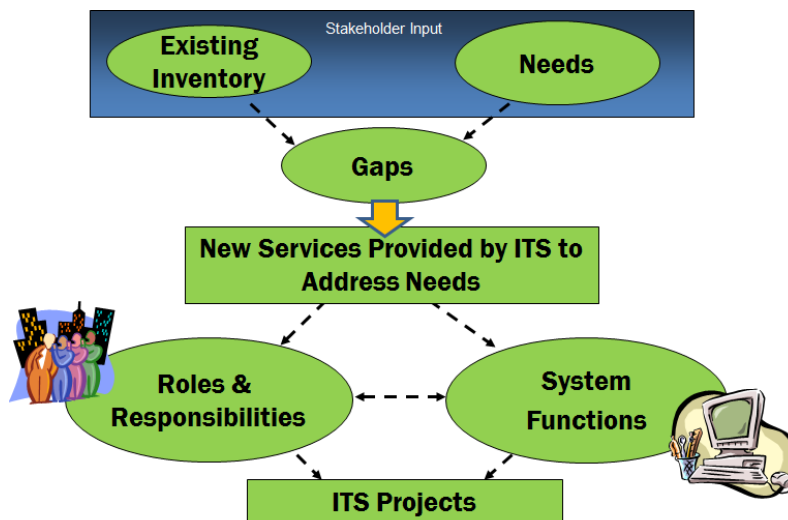 Stakeholder Input
Existing
Inventory
Needs
Gaps
New Services Provided by ITS to
Address Needs
Roles &
Responsibilities
System
Functions
ITS Projects